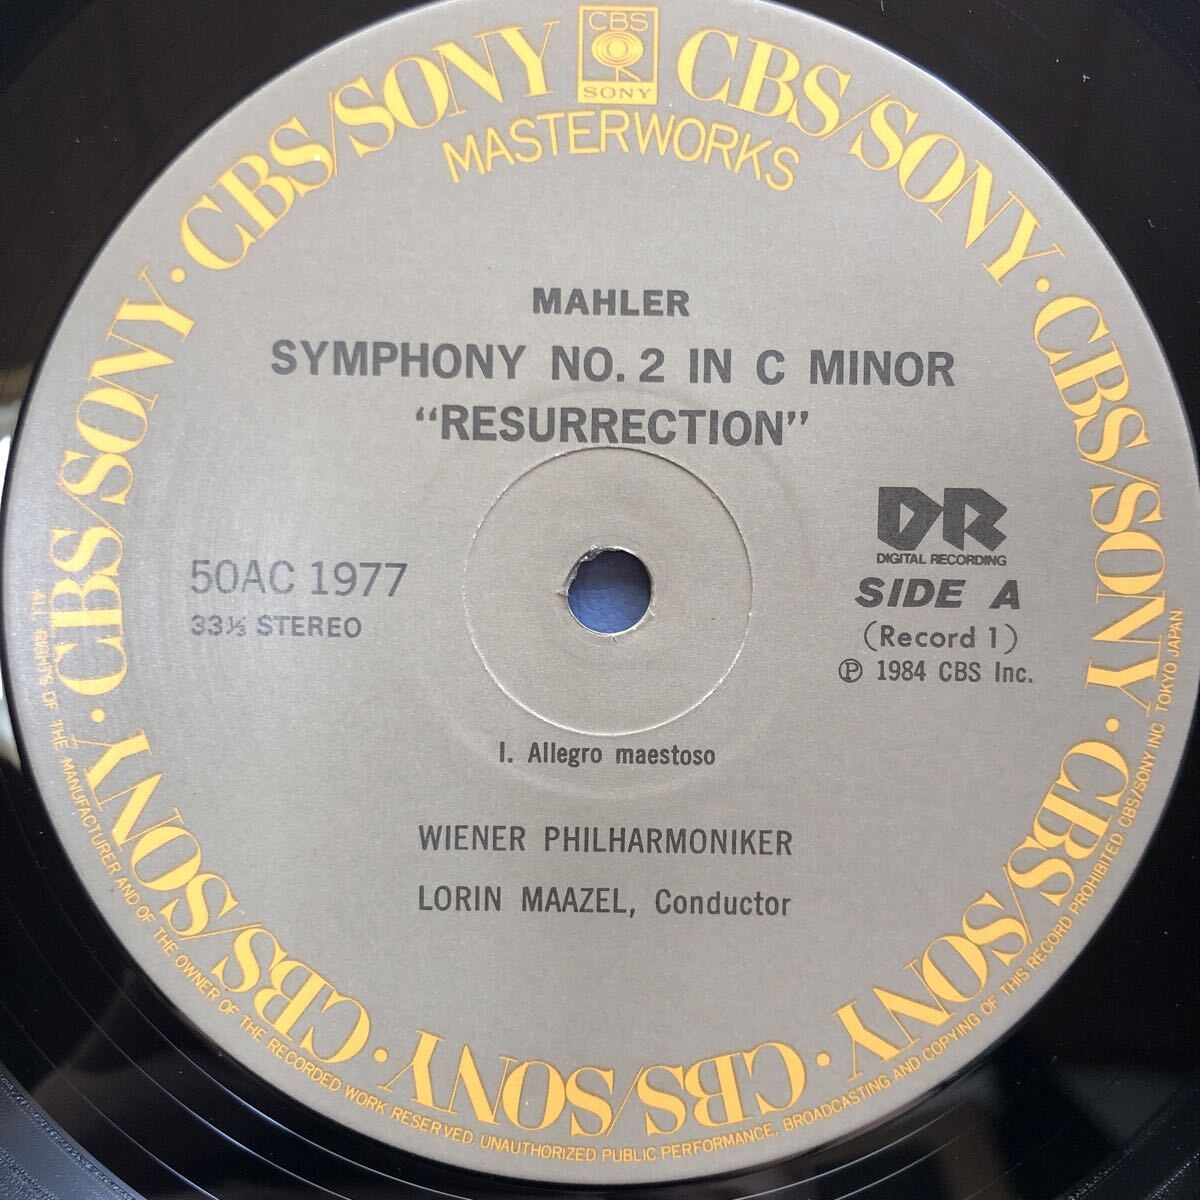 CBS
SONY
CBS/SONY · CBS/SONY · CBS/SONY · CBS/SONY · CBS/SONY · CBS/SONY · CBS/SONY · CBS/SONY
MASTERWORKS
MAHLER
SYMPHONY NO. 2 IN C MINOR
“RESURRECTION”
DR
DIGITAL RECORDING
50AC 1977
SIDE A
33⅓ STEREO
(Record 1)
℗ 1984 CBS Inc.
I. Allegro maestoso
WIENER PHILHARMONIKER
LORIN MAAZEL, Conductor
ALL RIGHTS OF THE MANUFACTURER AND OF THE OWNER OF THE RECORDED WORK RESERVED. UNAUTHORIZED PUBLIC PERFORMANCE, BROADCASTING AND COPYING OF THIS RECORD PROHIBITED CBS/SONY INC. TOKYO JAPAN.